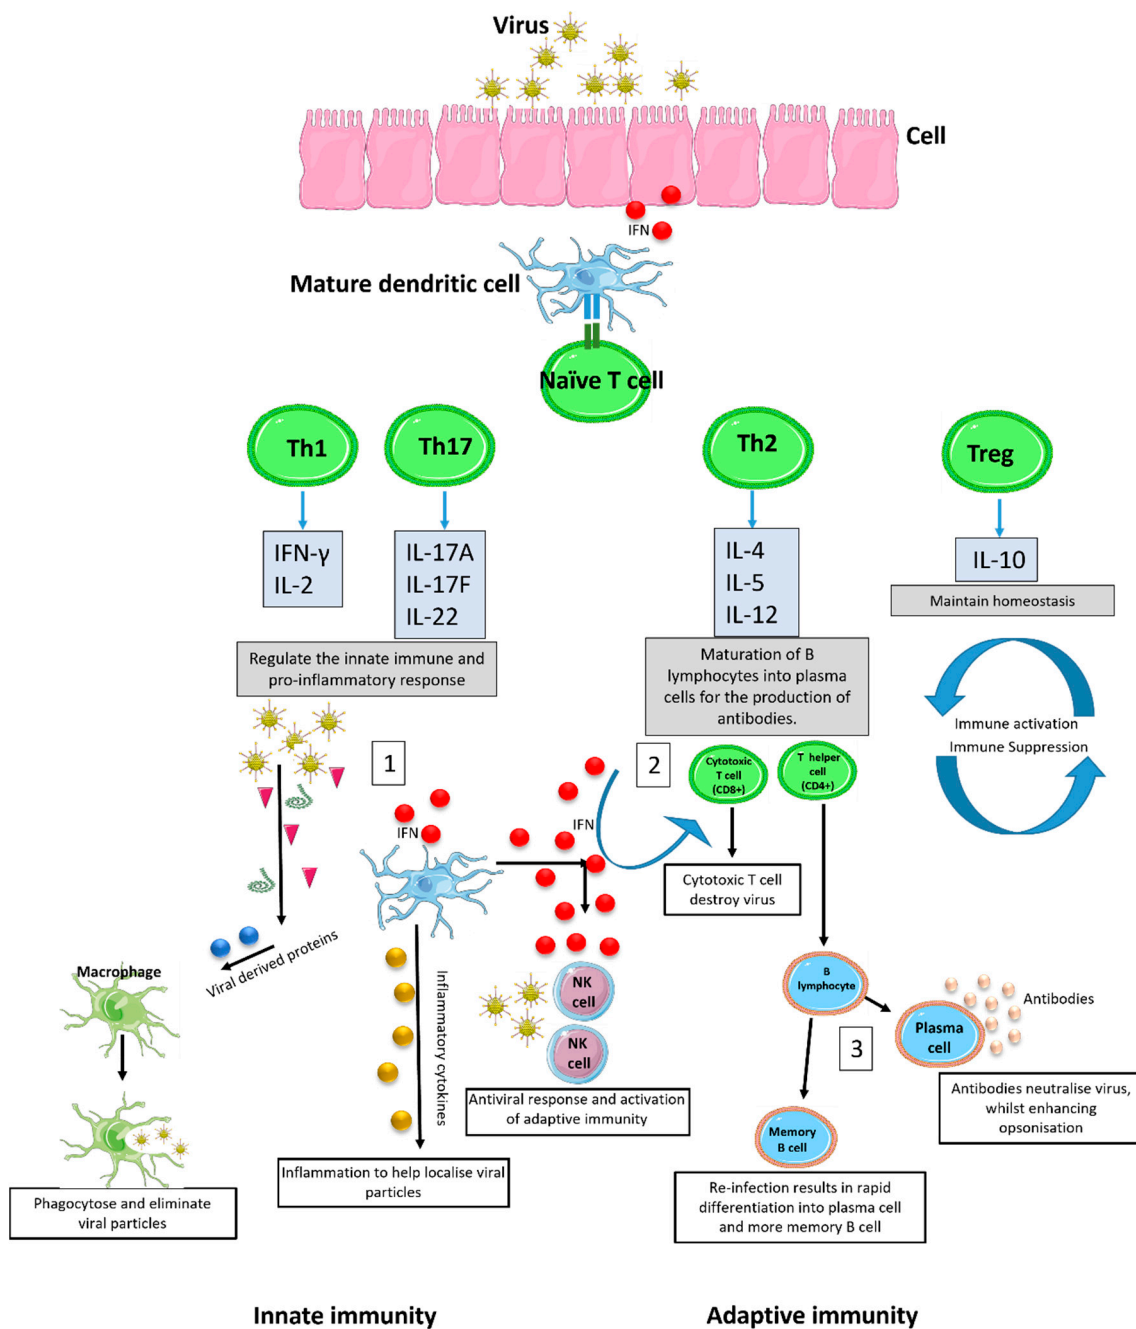 Virus
Cell
IFN
Mature dendritic cell
Naïve T cell
Th1
Th17
Th2
Treg
IFN-γ
IL-2
IL-17A
IL-17F
IL-22
IL-4
IL-5
IL-12
IL-10
Maintain homeostasis
Regulate the innate immune and
pro-inflammatory response
Maturation of B
lymphocytes into plasma
cells for the production of
antibodies.
Immune activation
Immune Suppression
1
2
Cytotoxic
T cell
(CD8+)
T helper
cell
(CD4+)
IFN
IFN
Cytotoxic T cell
destroy virus
Viral derived proteins
Macrophage
Inflammatory cytokines
NK
cell
NK
cell
B
lymphocyte
Plasma
cell
Antibodies
3
Antiviral response and activation
of adaptive immunity
Antibodies neutralise virus,
whilst enhancing
opsonisation
Memory
B cell
Inflammation to help localise viral
particles
Phagocytose and eliminate
viral particles
Re-infection results in rapid
differentiation into plasma cell
and more memory B cell
Innate immunity
Adaptive immunity